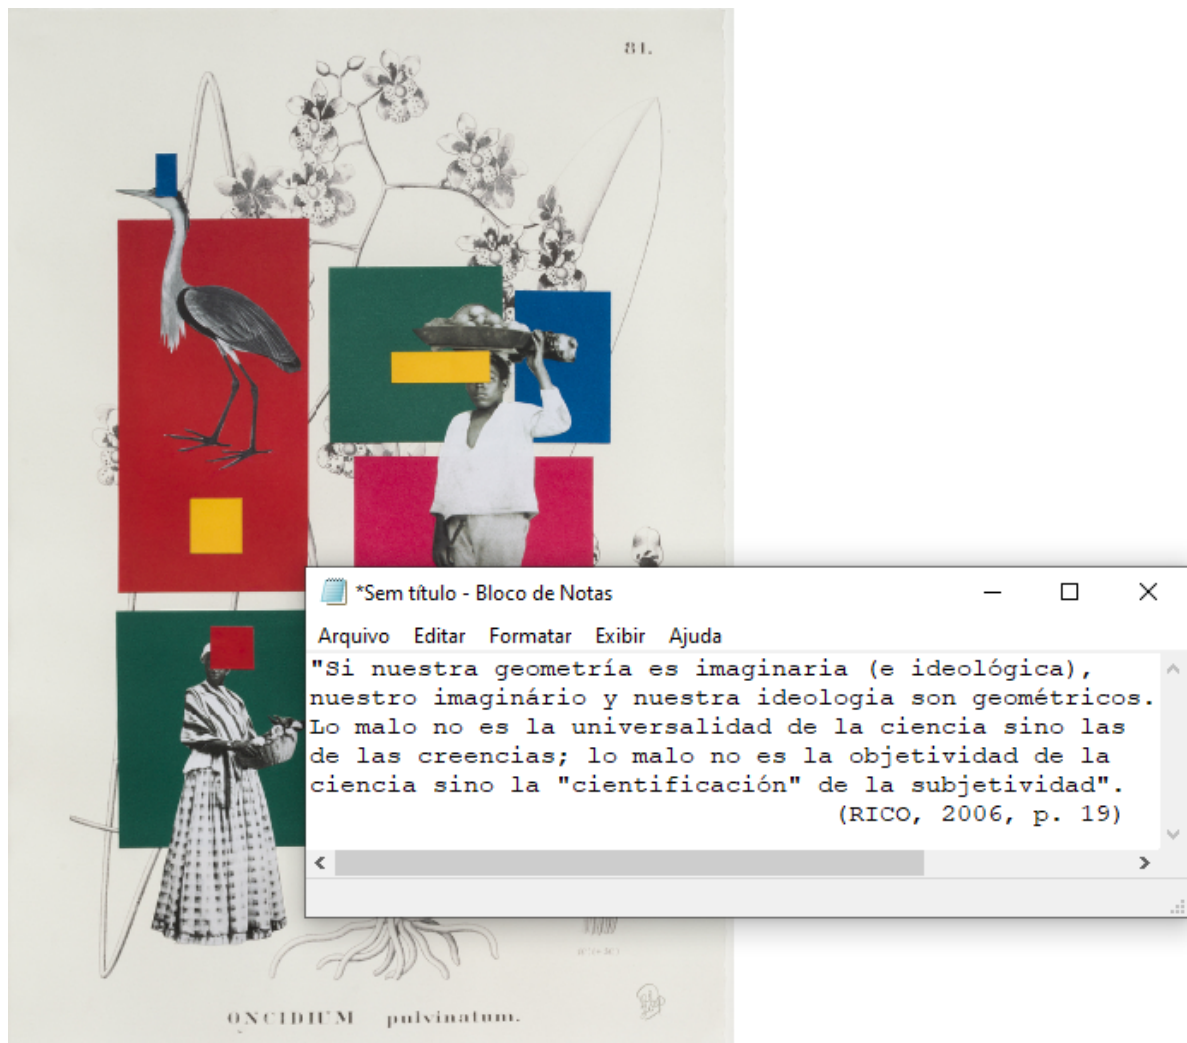 81.
*Sem título - Bloco de Notas
Arquivo Editar Formatar Exibir Ajuda
"Si nuestra geometría es imaginaria (e ideológica),
nuestro imaginário y nuestra ideologia son geométricos.
Lo malo no es la universalidad de la ciencia sino las
de las creencias; lo malo no es la objetividad de la
ciencia sino la "cientificación" de la subjetividad".
(RICO, 2006, p. 19)
ONCIDIUM pulvinatum.